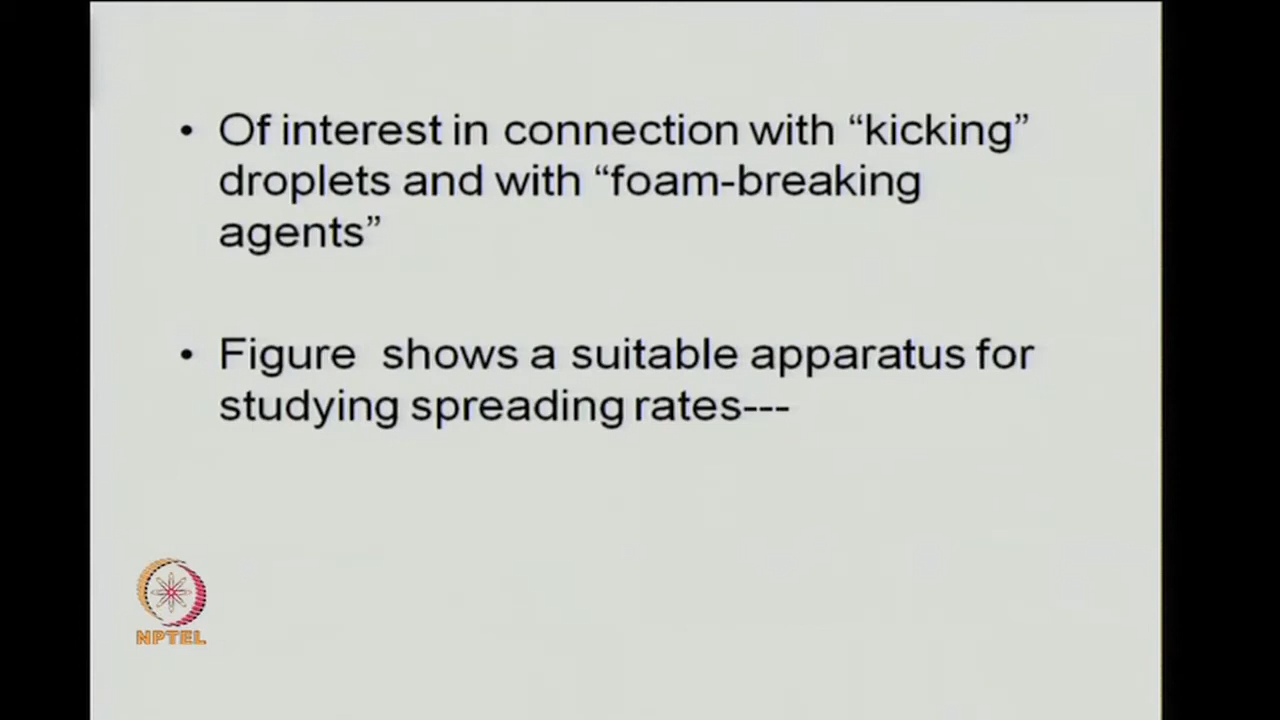 • Of interest in connection with “kicking”
droplets and with “foam-breaking
agents”
• Figure  shows a suitable apparatus for
studying spreading rates---
NPTEL